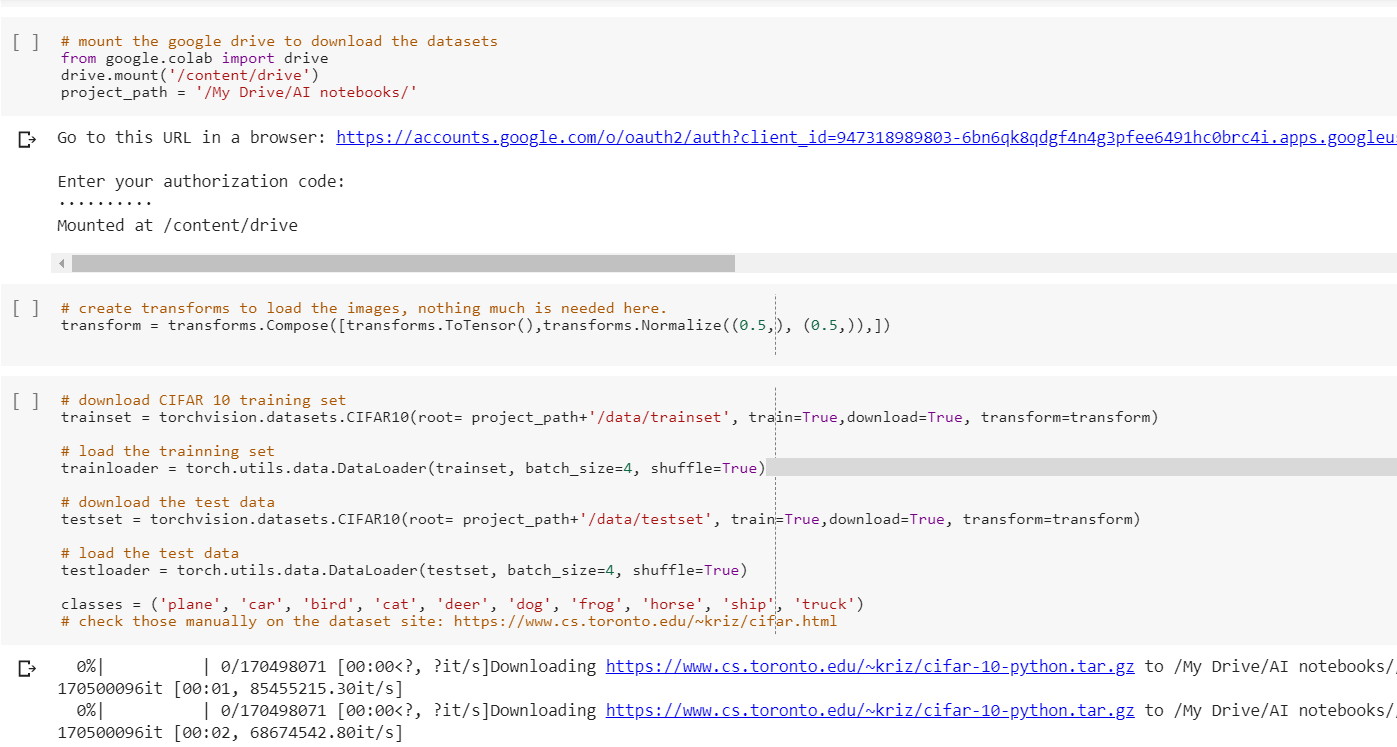 [ ] # mount the google drive to download the datasets
from google.colab import drive
drive.mount('/content/drive')
project_path = '/My Drive/AI notebooks/'
Go to this URL in a browser: https://accounts.google.com/o/oauth2/auth?client_id=947318989803-6bn6qk8qdgf4n4g3pfee6491hc0brc4i.apps.googleu
Enter your authorization code:
··········
Mounted at /content/drive
[ ] # create transforms to load the images, nothing much is needed here.
transform = transforms.Compose([transforms.ToTensor(),transforms.Normalize((0.5,), (0.5,)),])
[ ] # download CIFAR 10 training set
trainset = torchvision.datasets.CIFAR10(root= project_path+'/data/trainset', train=True,download=True, transform=transform)
# load the trainning set
trainloader = torch.utils.data.DataLoader(trainset, batch_size=4, shuffle=True)
# download the test data
testset = torchvision.datasets.CIFAR10(root= project_path+'/data/testset', train=True,download=True, transform=transform)
# load the test data
testloader = torch.utils.data.DataLoader(testset, batch_size=4, shuffle=True)
classes = ('plane', 'car', 'bird', 'cat', 'deer', 'dog', 'frog', 'horse', 'ship', 'truck')
# check those manually on the dataset site: https://www.cs.toronto.edu/~kriz/cifar.html
0%| | 0/170498071 [00:00<?, ?it/s]Downloading https://www.cs.toronto.edu/~kriz/cifar-10-python.tar.gz to /My Drive/AI notebooks/
170500096it [00:01, 85455215.30it/s]
0%| | 0/170498071 [00:00<?, ?it/s]Downloading https://www.cs.toronto.edu/~kriz/cifar-10-python.tar.gz to /My Drive/AI notebooks/
170500096it [00:02, 68674542.80it/s]